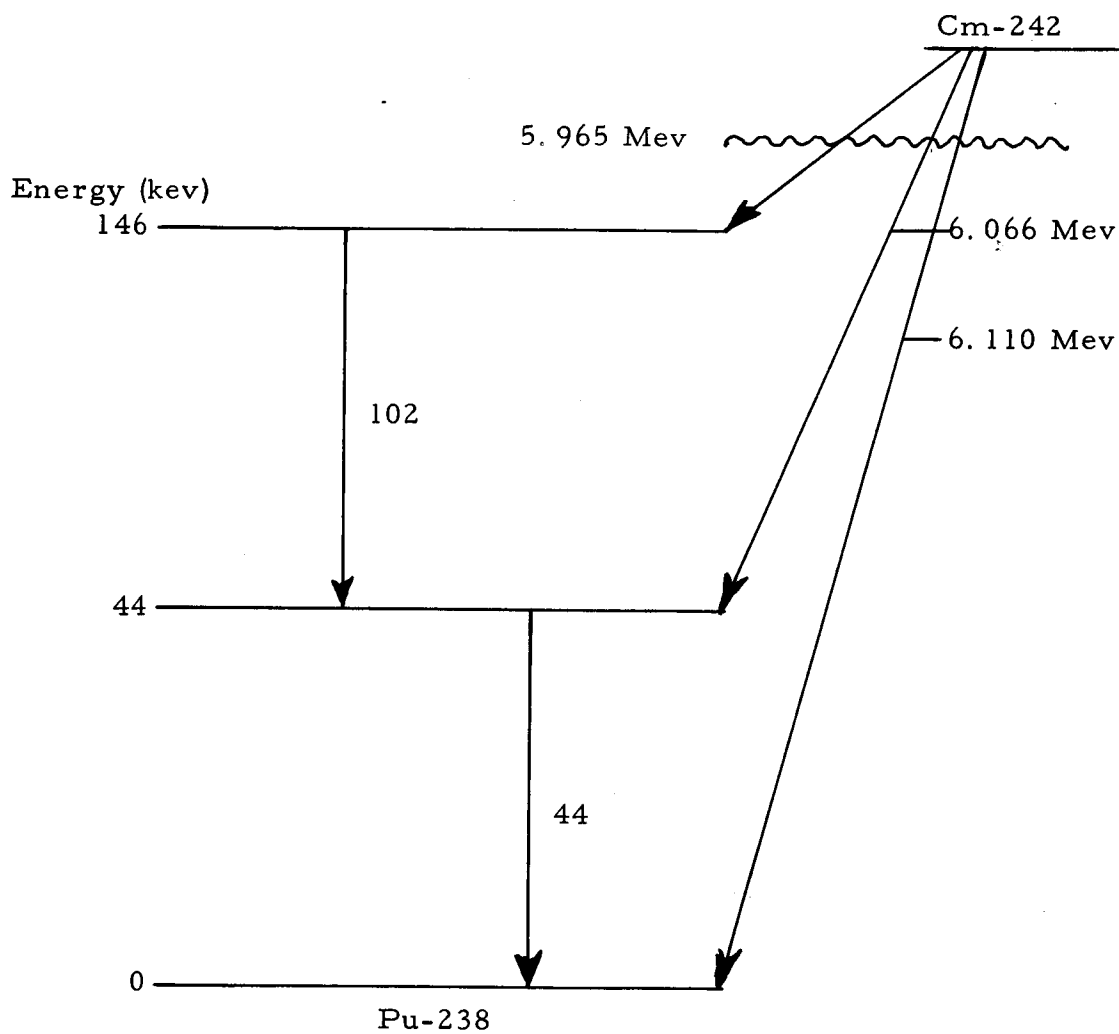 Cm-242
5.965 Mev
Energy (kev)
146
6.066 Mev
6.110 Mev
102
44
44
0
Pu-238